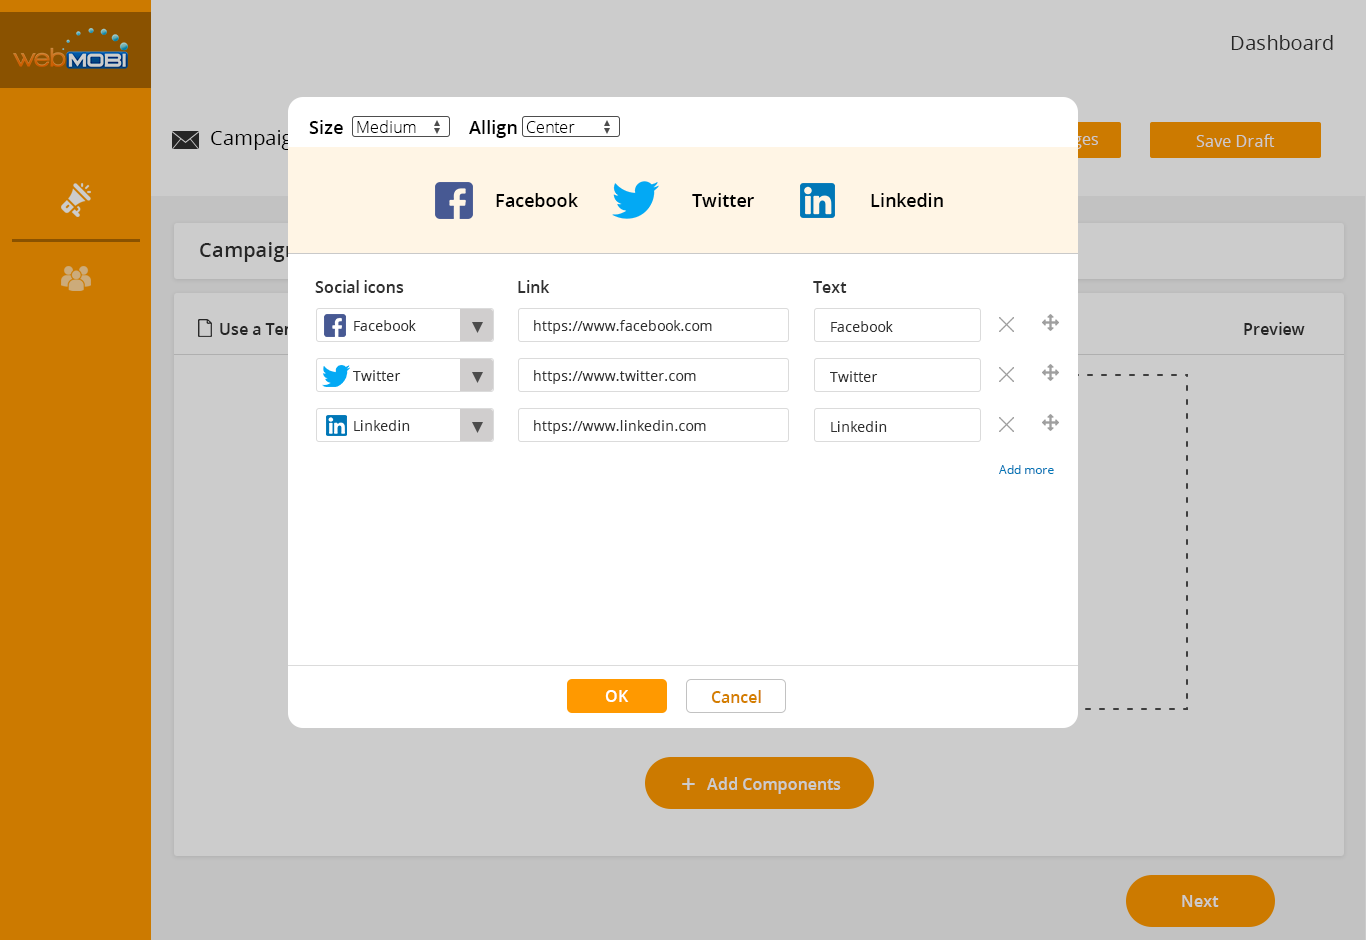 webMOBI
Dashboard
Campaig
ges
Save Draft
Size Medium Allign Center
Facebook Twitter Linkedin
Campaign
Social icons Link Text
Facebook https://www.facebook.com Facebook
Use a Ter
Preview
Twitter https://www.twitter.com Twitter
Linkedin https://www.linkedin.com Linkedin
Add more
OK Cancel
+ Add Components
Next